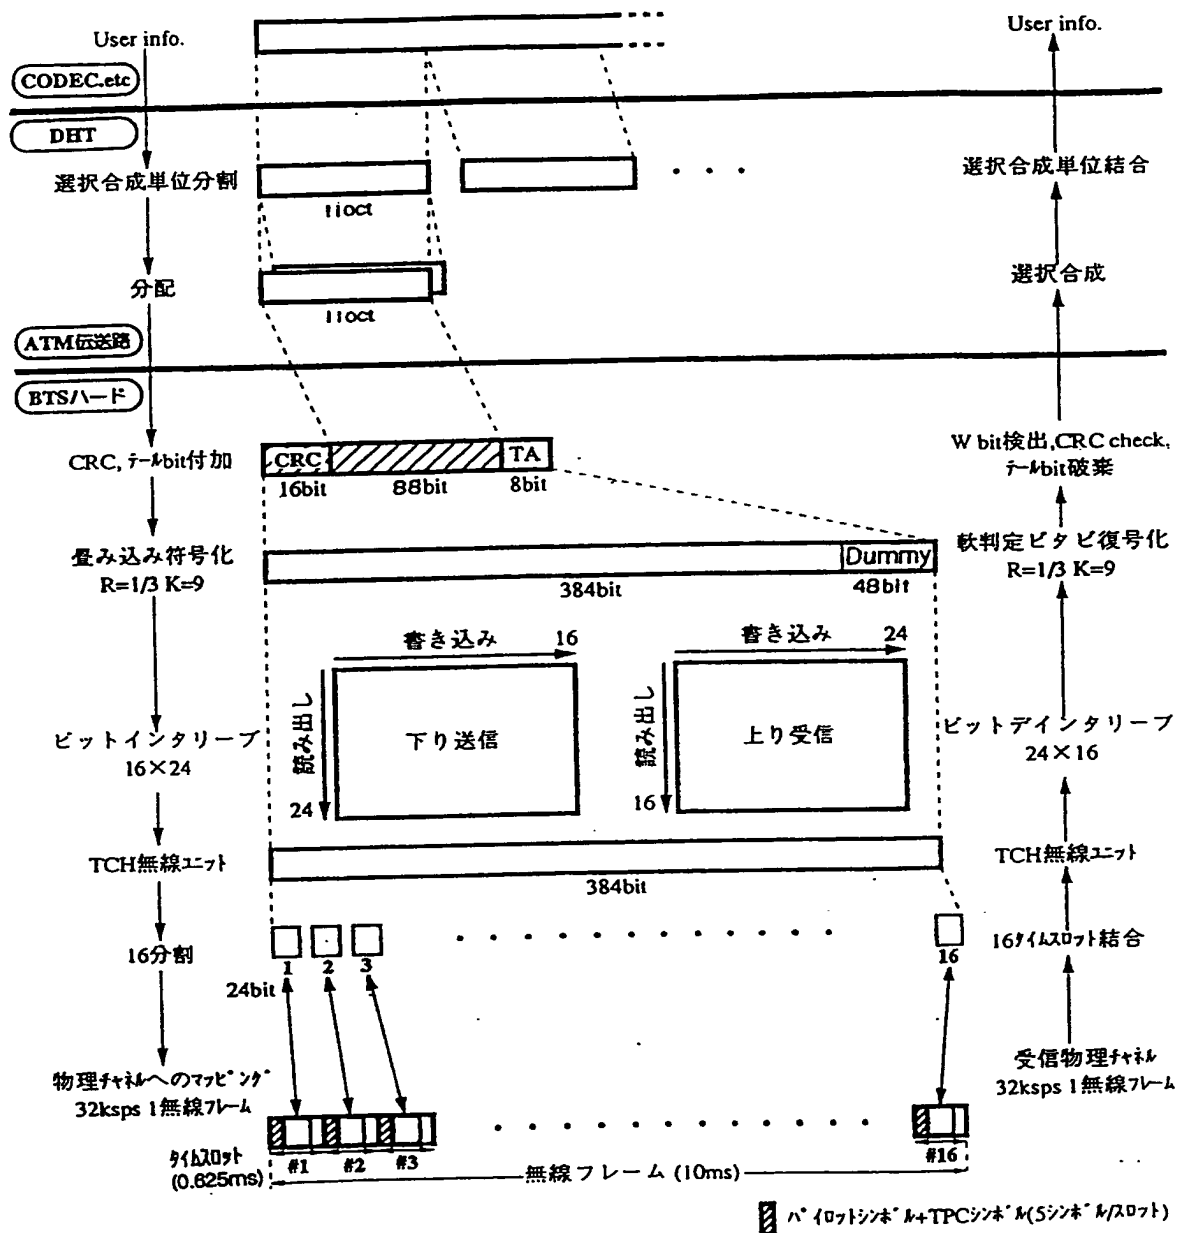 User info.
User info.
CODEC.etc
DHT
選択合成単位分割
選択合成単位結合
11oct
分配
選択合成
11oct
ATM伝送路
BTSハード
CRC, テールbit付加
CRC
TA
W bit検出,CRC check,
テールbit破棄
16bit
88bit
8bit
畳み込み符号化
R=1/3 K=9
Dummy
軟判定ビタビ復号化
R=1/3 K=9
384bit
48bit
書き込み
16
書き込み
24
読み出し
下り送信
24
読み出し
上り受信
16
ビットインタリーブ
16×24
ビットデインタリーブ
24×16
TCH無線ユニット
TCH無線ユニット
384bit
16分割
1
2
3
16
16タイムスロット結合
24bit
物理チャネルへのマッピング
32ksps 1無線フレーム
受信物理チャネル
32ksps 1無線フレーム
タイムスロット
(0.625ms)
#1
#2
#3
#16
無線フレーム (10ms)
パイロットシンボル+TPCシンボル(5シンボル/スロット)